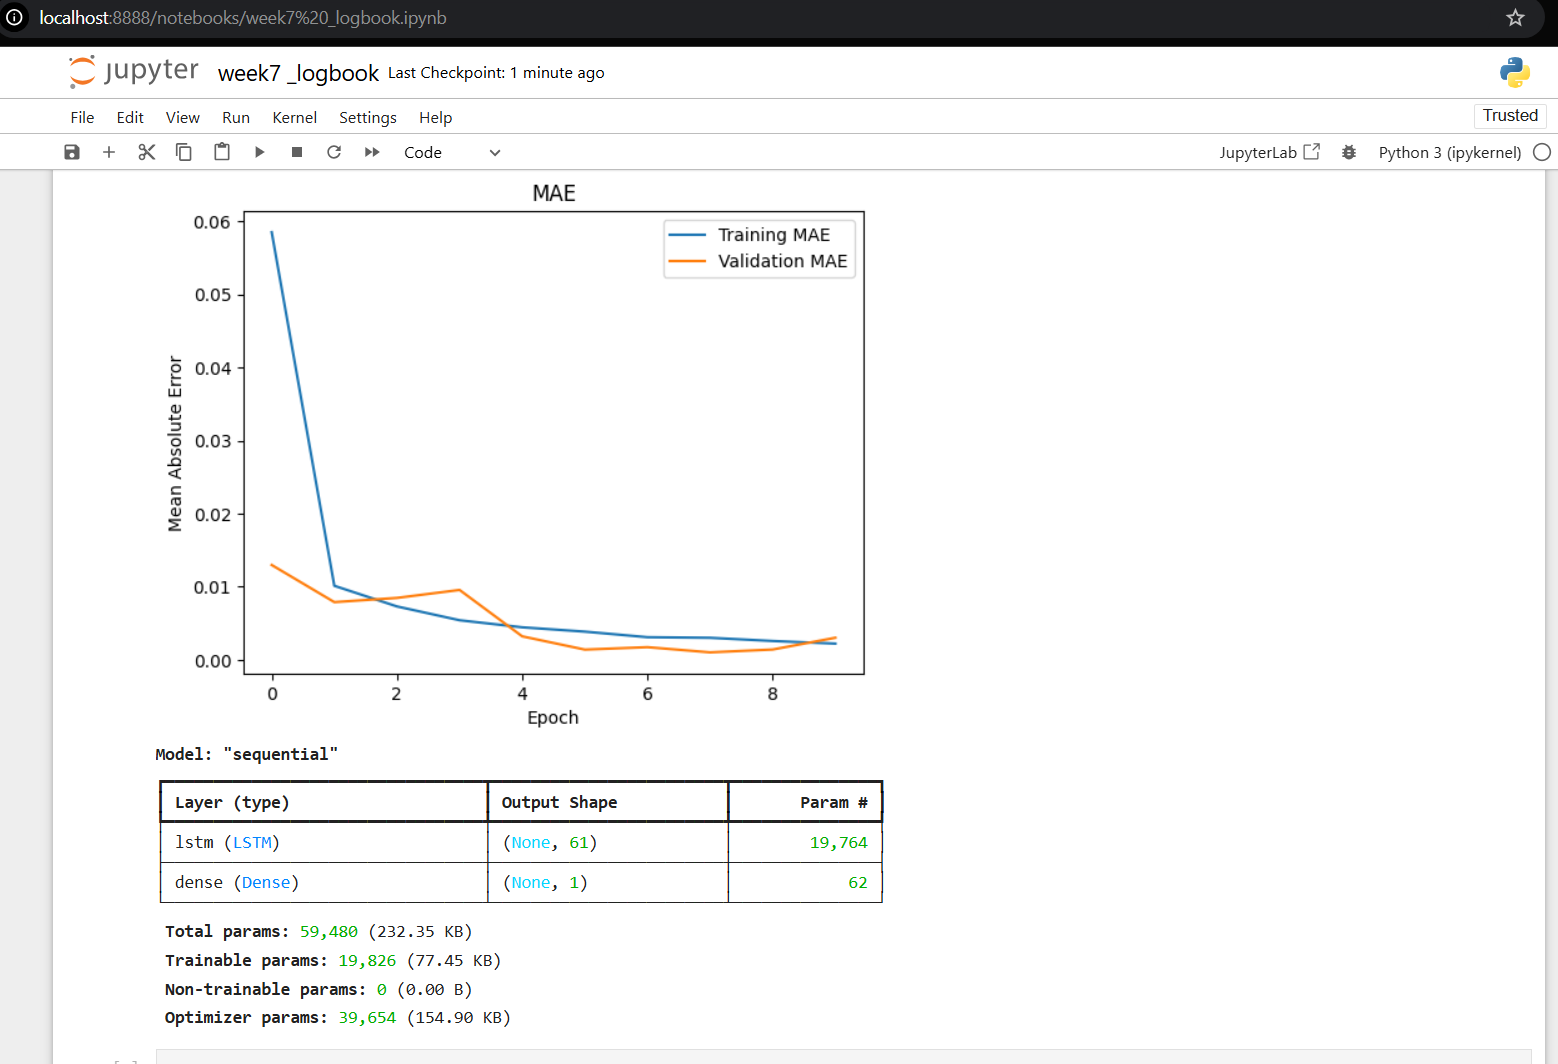 localhost:8888/notebooks/week7%20_logbook.ipynb
jupyter week7 _logbook Last Checkpoint: 1 minute ago
File Edit View Run Kernel Settings Help Trusted
Code JupyterLab Python 3 (ipykernel)
MAE
Training MAE
Validation MAE
0.06
0.05
0.04
0.03
0.02
0.01
0.00
Mean Absolute Error
0 2 4 6 8
Epoch
Model: "sequential"
Layer (type) Output Shape Param #
lstm (LSTM) (None, 61) 19,764
dense (Dense) (None, 1) 62
Total params: 59,480 (232.35 KB)
Trainable params: 19,826 (77.45 KB)
Non-trainable params: 0 (0.00 B)
Optimizer params: 39,654 (154.90 KB)